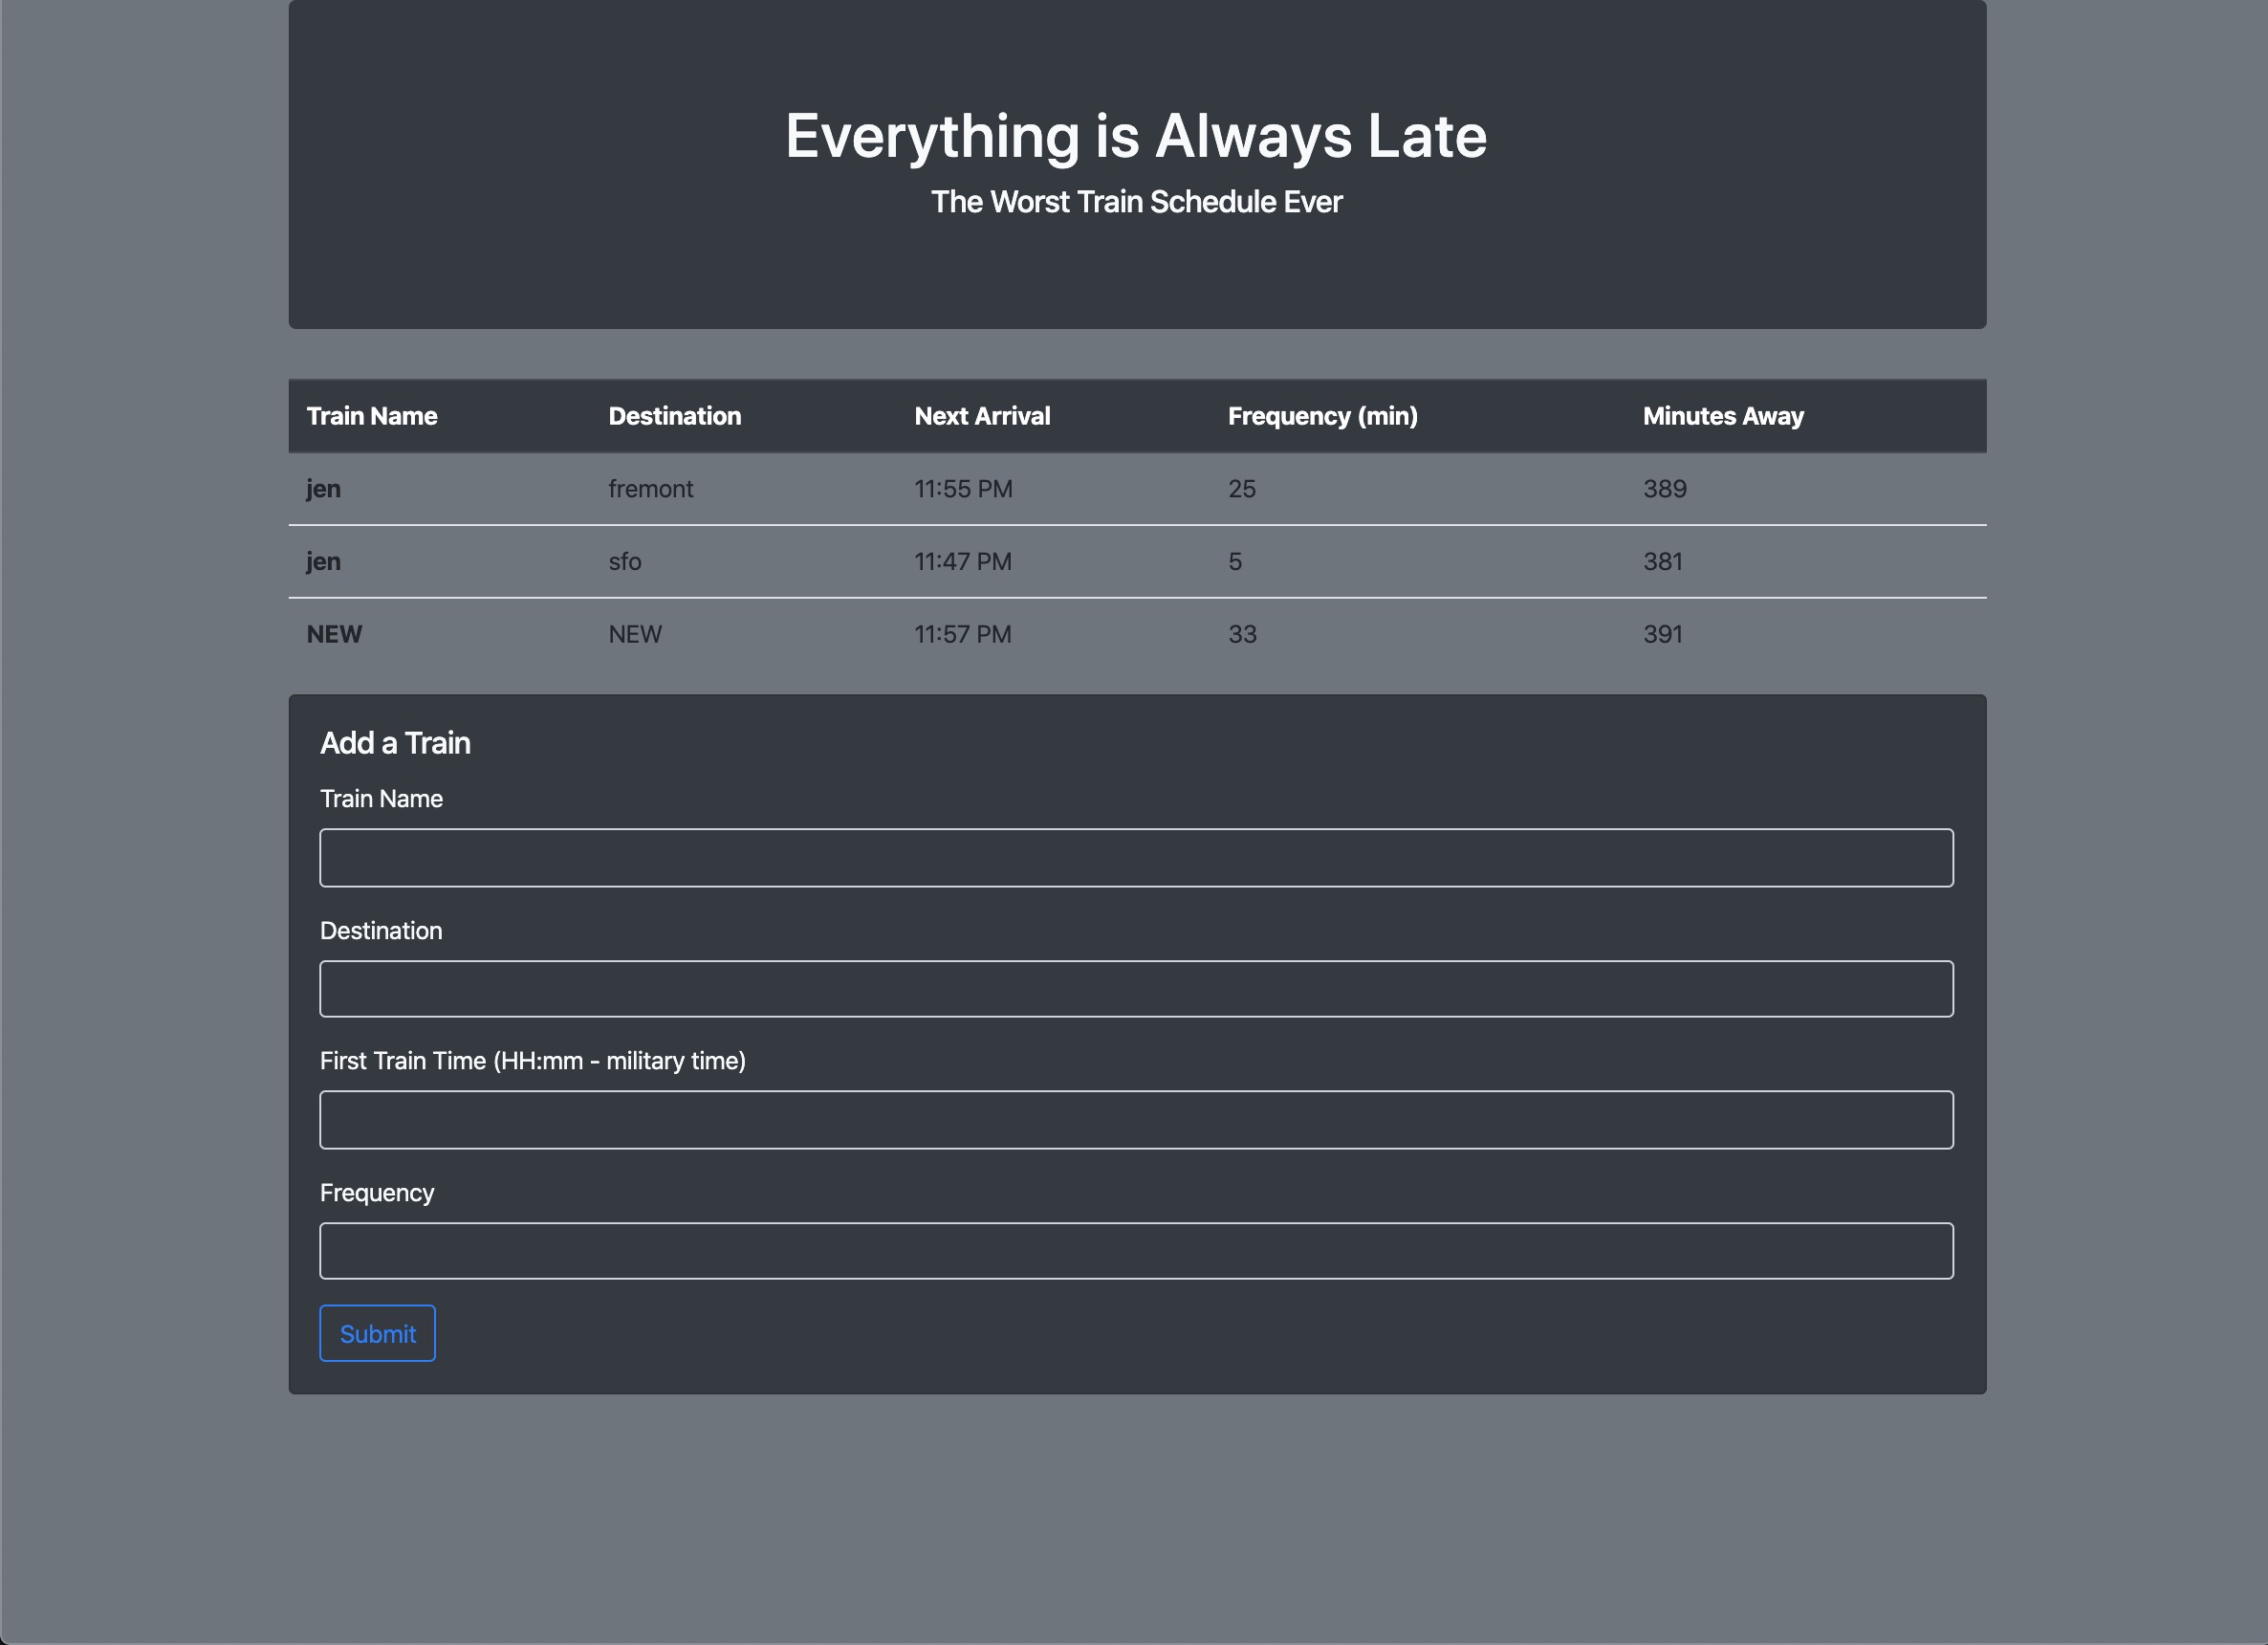 Everything is Always Late
The Worst Train Schedule Ever
Train Name Destination Next Arrival Frequency (min) Minutes Away
jen fremont 11:55 PM 25 389
jen sfo 11:47 PM 5 381
NEW NEW 11:57 PM 33 391
Add a Train
Train Name
Destination
First Train Time (HH:mm - military time)
Frequency
Submit